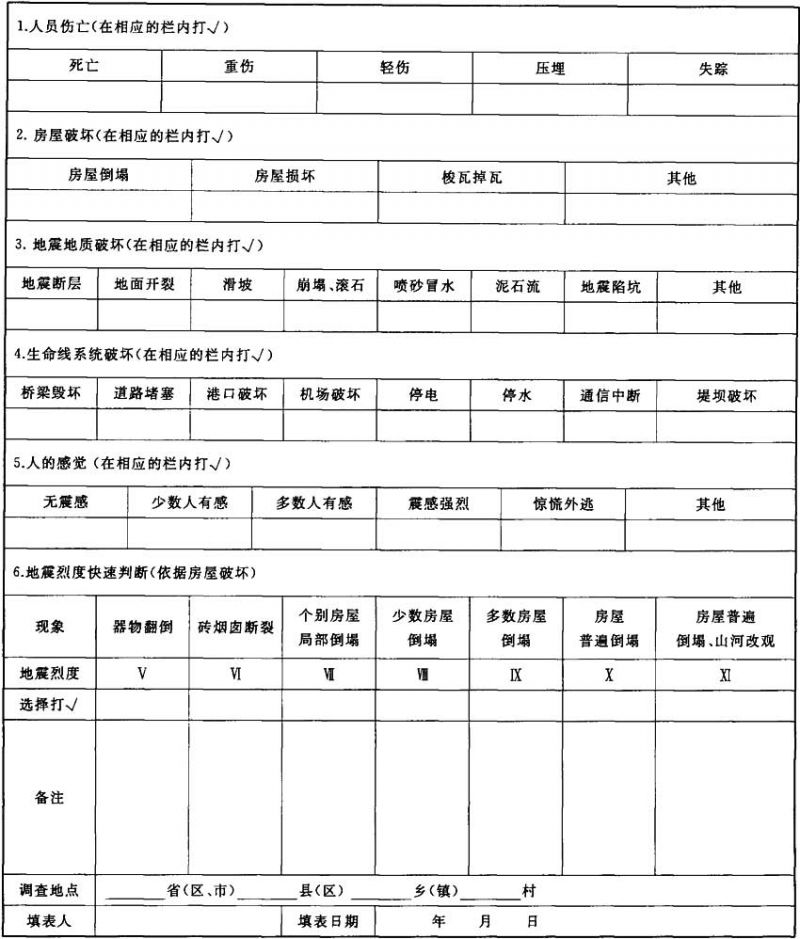 1.人员伤亡(在相应的栏内打√)
死亡 重伤 轻伤 压埋 失踪
2. 房屋破坏(在相应的栏内打√)
房屋倒塌 房屋损坏 梭瓦掉瓦 其他
3. 地震地质破坏(在相应的栏内打√)
地震断层 地面开裂 滑坡 崩塌、滚石 喷砂冒水 泥石流 地震陷坑 其他
4.生命线系统破坏(在相应的栏内打√)
桥梁毁坏 道路堵塞 港口破坏 机场破坏 停电 停水 通信中断 堤坝破坏
5.人的感觉(在相应的栏内打√)
无震感 少数人有感 多数人有感 震感强烈 惊慌外逃 其他
6.地震烈度快速判断(依据房屋破坏)
现象 器物翻倒 砖烟囱断裂 个别房屋 局部倒塌 少数房屋 倒塌 多数房屋 倒塌 房屋 普遍倒塌 房屋普遍 倒塌、山河改观
地震烈度 Ⅴ Ⅵ Ⅶ Ⅷ Ⅸ Ⅹ Ⅺ
选择打√
备注
调查地点 ______省(区、市)______县(区)______乡(镇)______村
填表人 填表日期 年 月 日